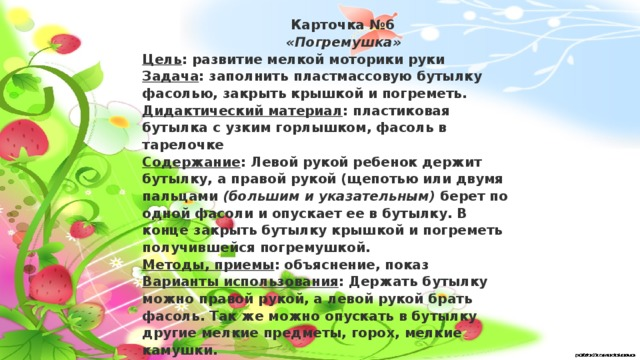 Карточка №6
«Погремушка»
Цель: развитие мелкой моторики руки
Задача: заполнить пластмассовую бутылку
фасолью, закрыть крышкой и погреметь.
Дидактический материал: пластиковая
бутылка с узким горлышком, фасоль в
тарелочке
Содержание: Левой рукой ребенок держит
бутылку, а правой рукой (щепотью или двумя
пальцами (большим и указательным) берет по
одной фасоли и опускает ее в бутылку. В
конце закрыть бутылку крышкой и погреметь
получившейся погремушкой.
Методы, приемы: объяснение, показ
Варианты использования: Держать бутылку
можно правой рукой, а левой рукой брать
фасоль. Так же можно опускать в бутылку
другие мелкие предметы, горох, мелкие
камушки.